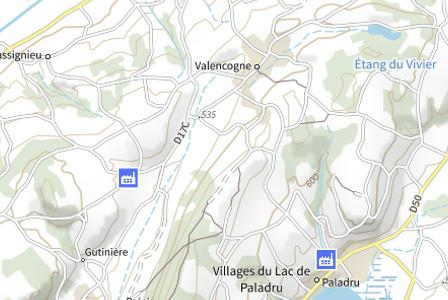 assignieu
Valencogne
Étang du Vivier
535
D17C
600
D50
Gutinière
Villages du Lac de
Paladru
Paladru